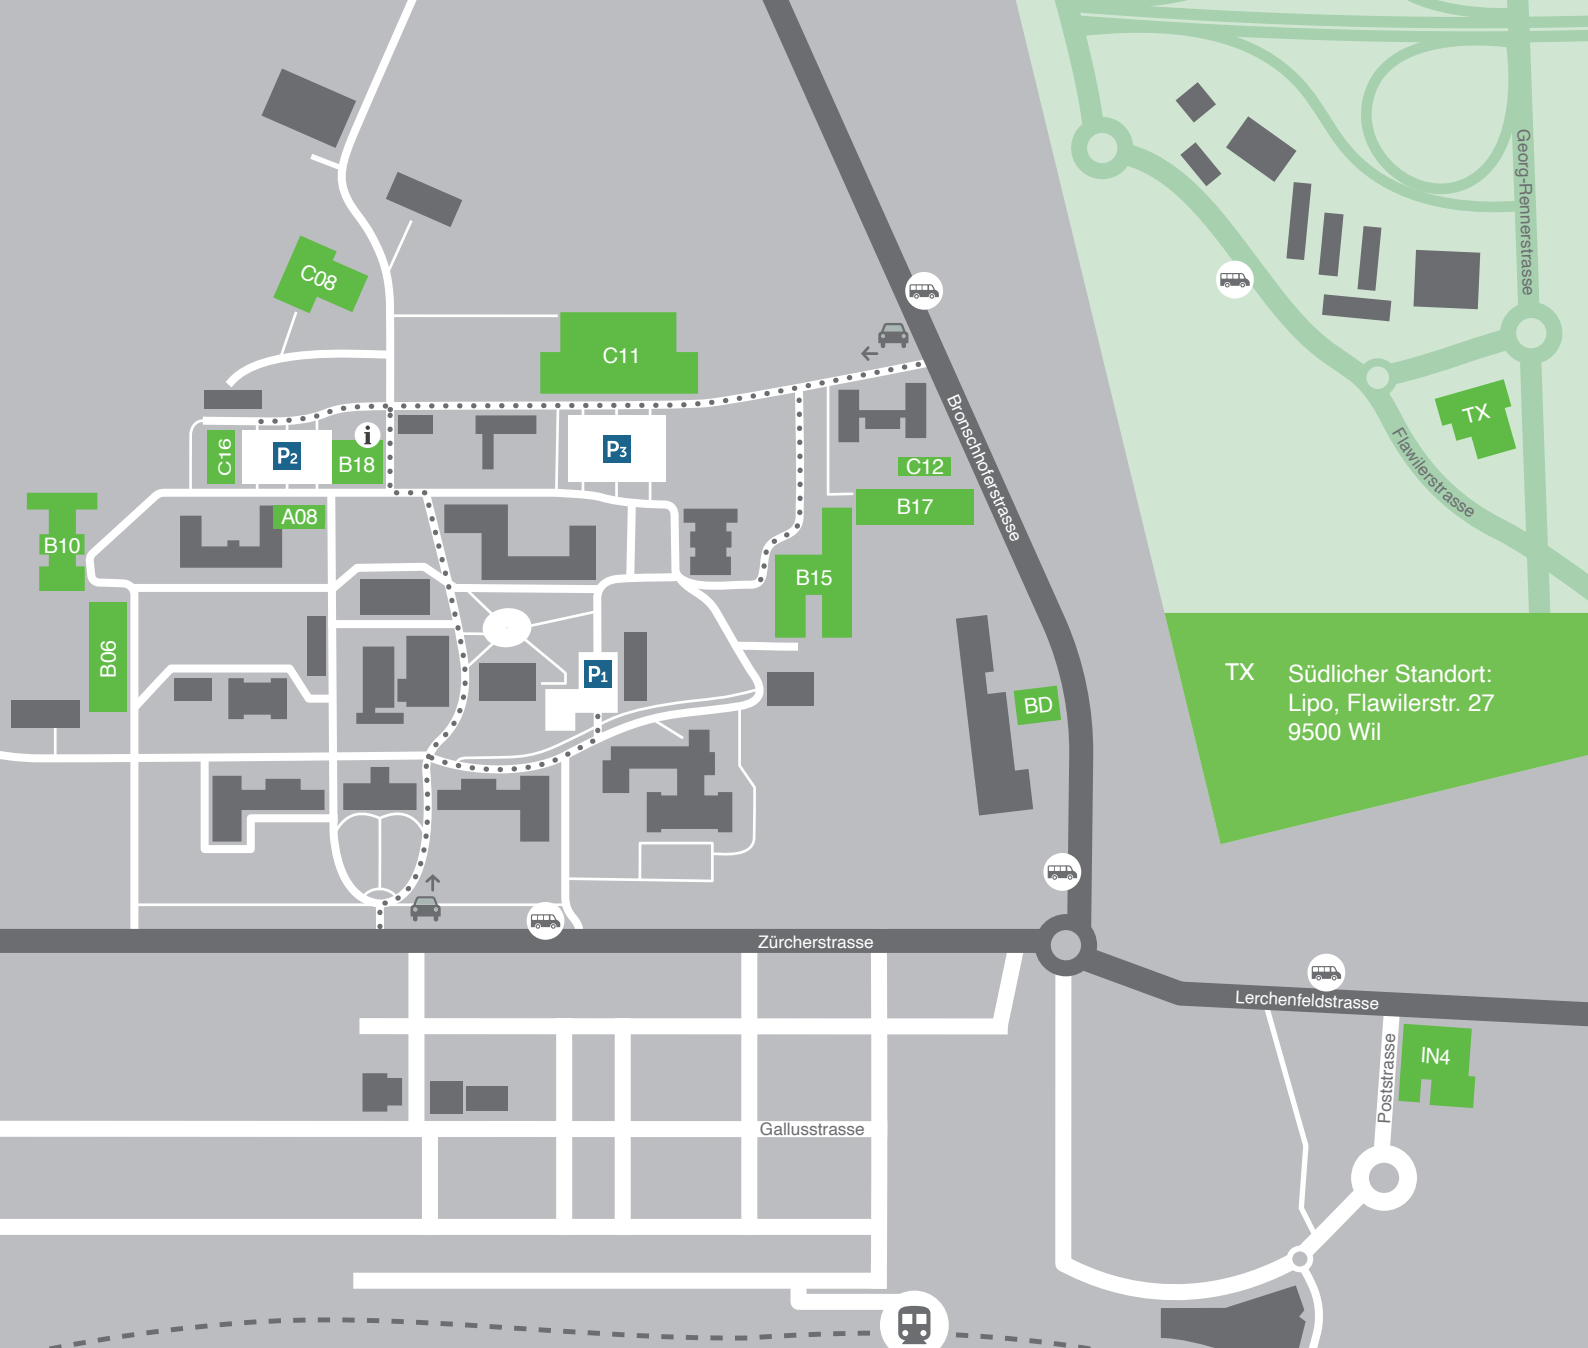 Georg-Rennerstrasse
C08
C11
Bronschhoferstrasse
TX
Flawilerstrasse
C16
P2
i
B18
P3
C12
B17
A08
B10
B15
B06
P1
BD
TX Südlicher Standort:
Lipo, Flawilerstr. 27
9500 Wil
Zürcherstrasse
Lerchenfeldstrasse
Poststrasse
IN4
Gallusstrasse